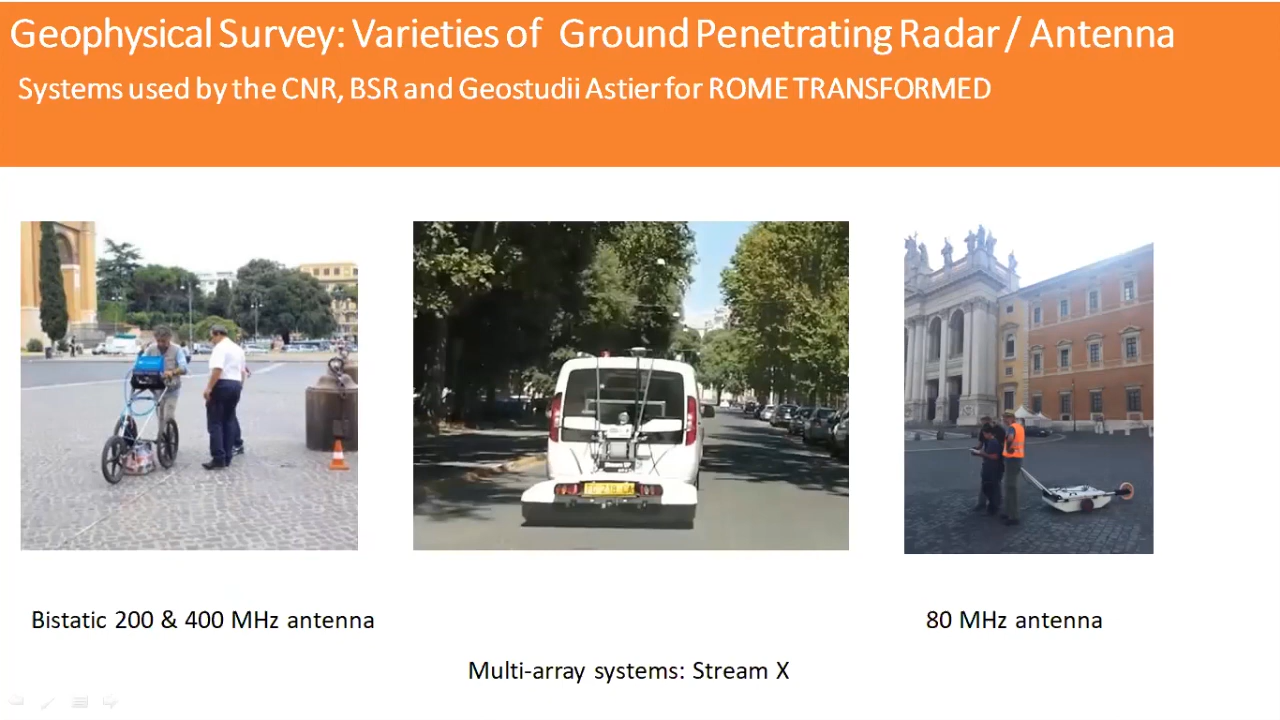 Geophysical Survey: Varieties of Ground Penetrating Radar / Antenna
Systems used by the CNR, BSR and Geostudii Astier for ROME TRANSFORMED
Bistatic 200 & 400 MHz antenna
80 MHz antenna
Multi-array systems: Stream X